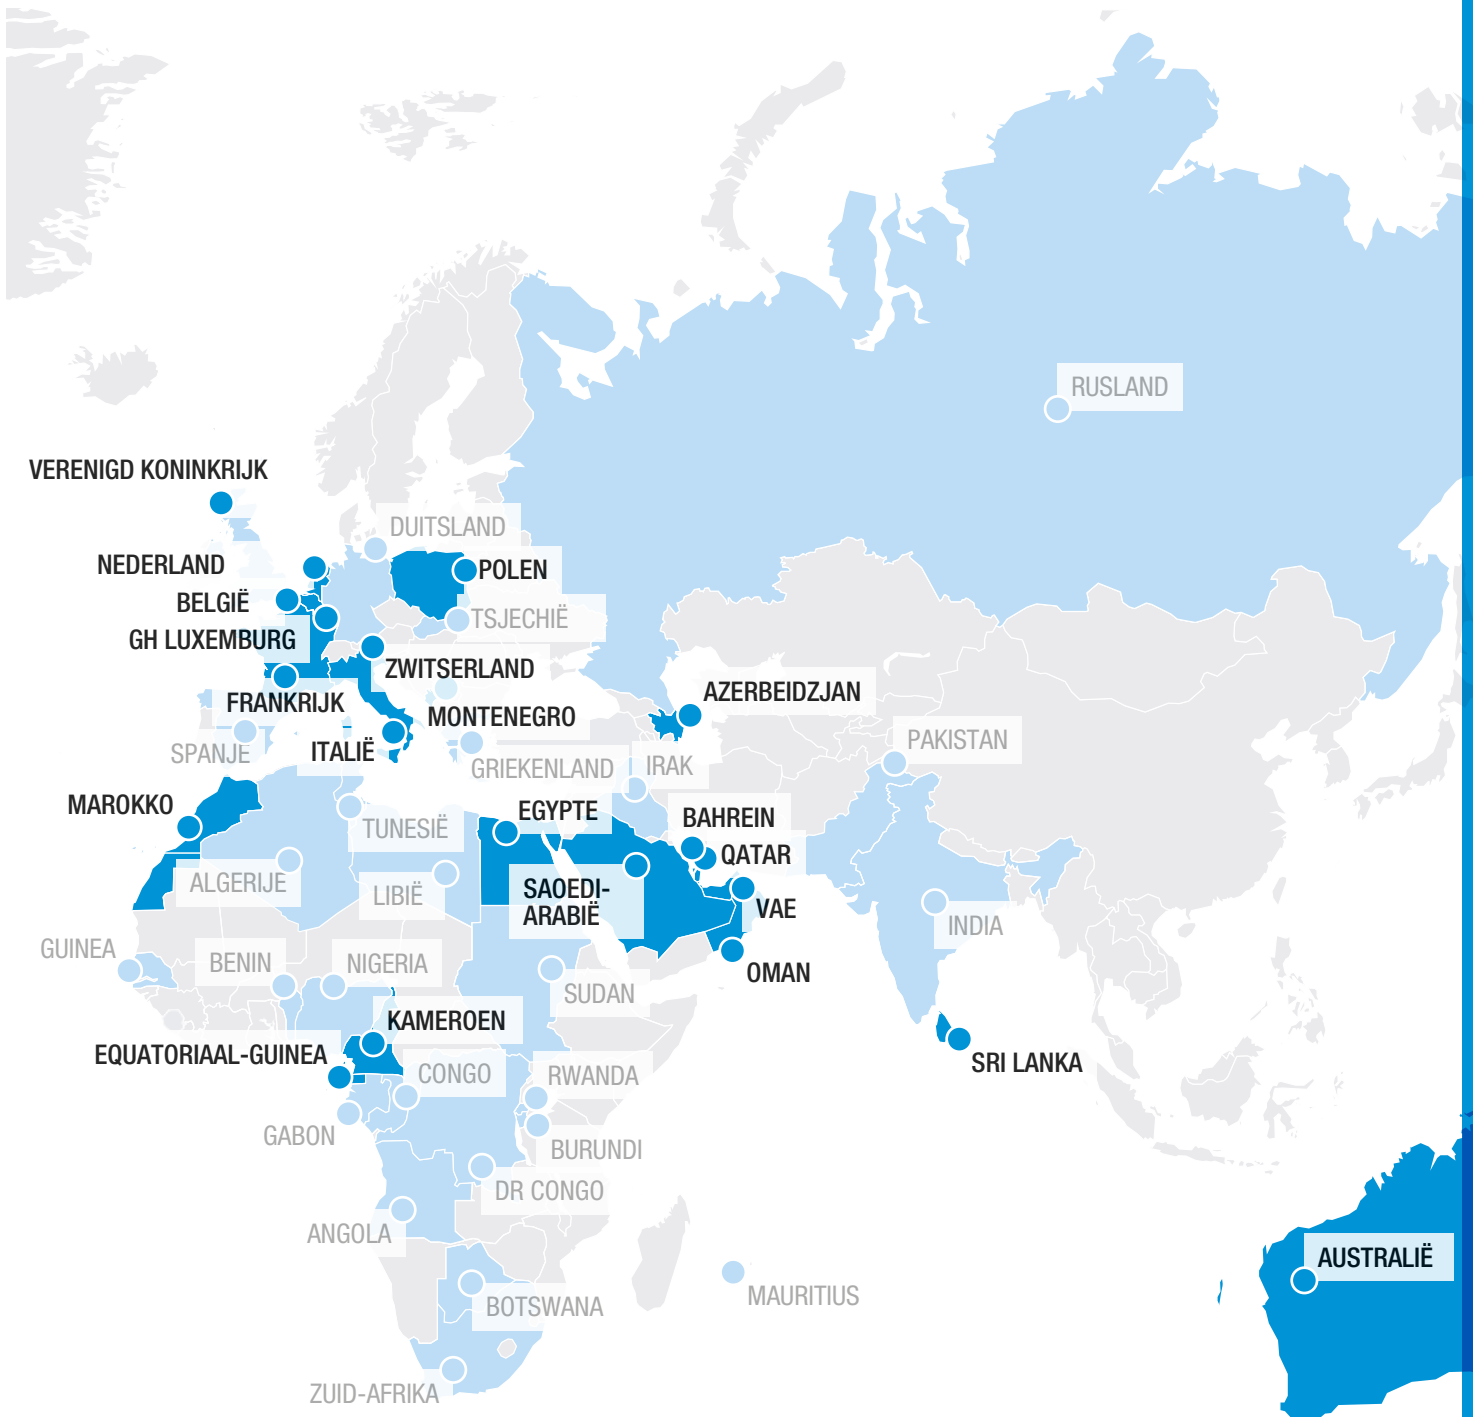 RUSLAND
VERENIGD KONINKRIJK
DUITSLAND
NEDERLAND
POLEN
BELGIË
TSJECHIË
GH LUXEMBURG
ZWITSERLAND
AZERBEIDZJAN
FRANKRIJK
MONTENEGRO
PAKISTAN
SPANJE
ITALIË
GRIEKENLAND
IRAK
MAROKKO
TUNESIË
EGYPTE
BAHREIN
QATAR
ALGERIJE
LIBIË
SAOEDI-
ARABIË
VAE
INDIA
GUINEA
BENIN
NIGERIA
SUDAN
OMAN
KAMEROEN
EQUATORIAAL-GUINEA
CONGO
RWANDA
SRI LANKA
GABON
BURUNDI
DR CONGO
ANGOLA
AUSTRALIË
BOTSWANA
MAURITIUS
ZUID-AFRIKA